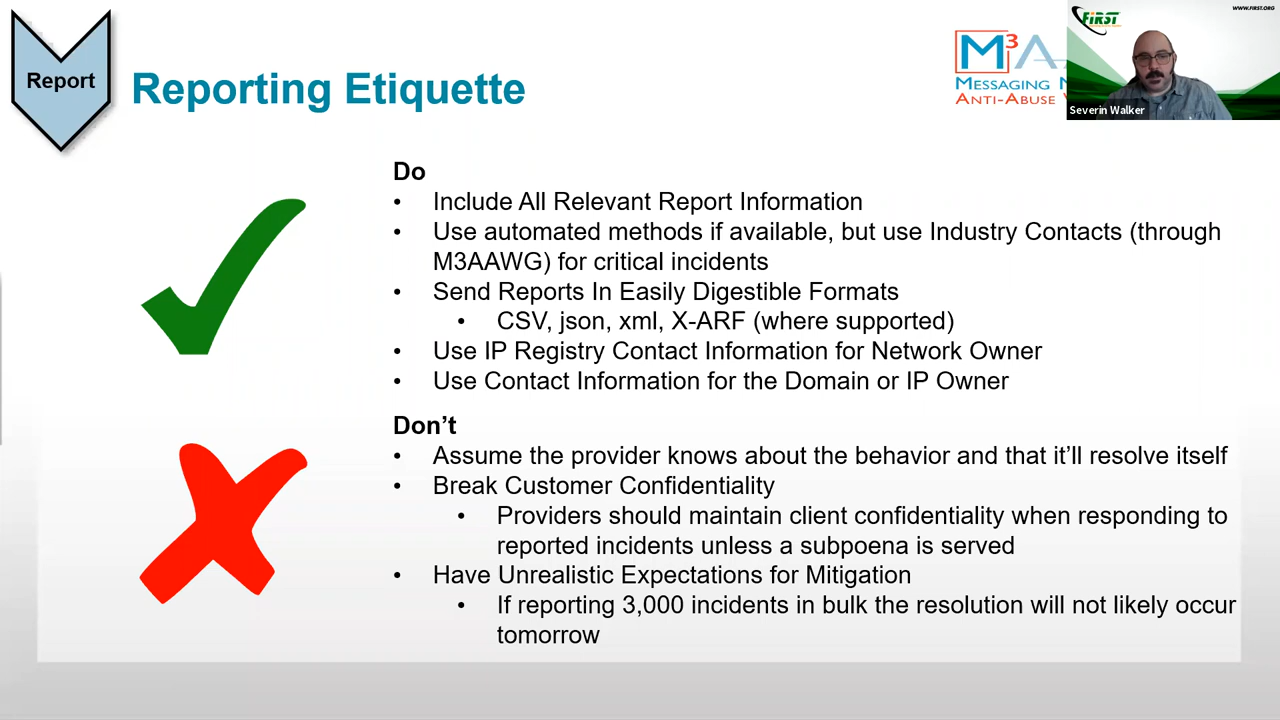 Report
Reporting Etiquette
M3A
MESSAGING
ANTI-ABUSE
FIRST
WWW.FIRST.ORG
Severin Walker
Do
• Include All Relevant Report Information
• Use automated methods if available, but use Industry Contacts (through
M3AAWG) for critical incidents
• Send Reports In Easily Digestible Formats
• CSV, json, xml, X-ARF (where supported)
• Use IP Registry Contact Information for Network Owner
• Use Contact Information for the Domain or IP Owner
Don’t
• Assume the provider knows about the behavior and that it’ll resolve itself
• Break Customer Confidentiality
• Providers should maintain client confidentiality when responding to
reported incidents unless a subpoena is served
• Have Unrealistic Expectations for Mitigation
• If reporting 3,000 incidents in bulk the resolution will not likely occur
tomorrow